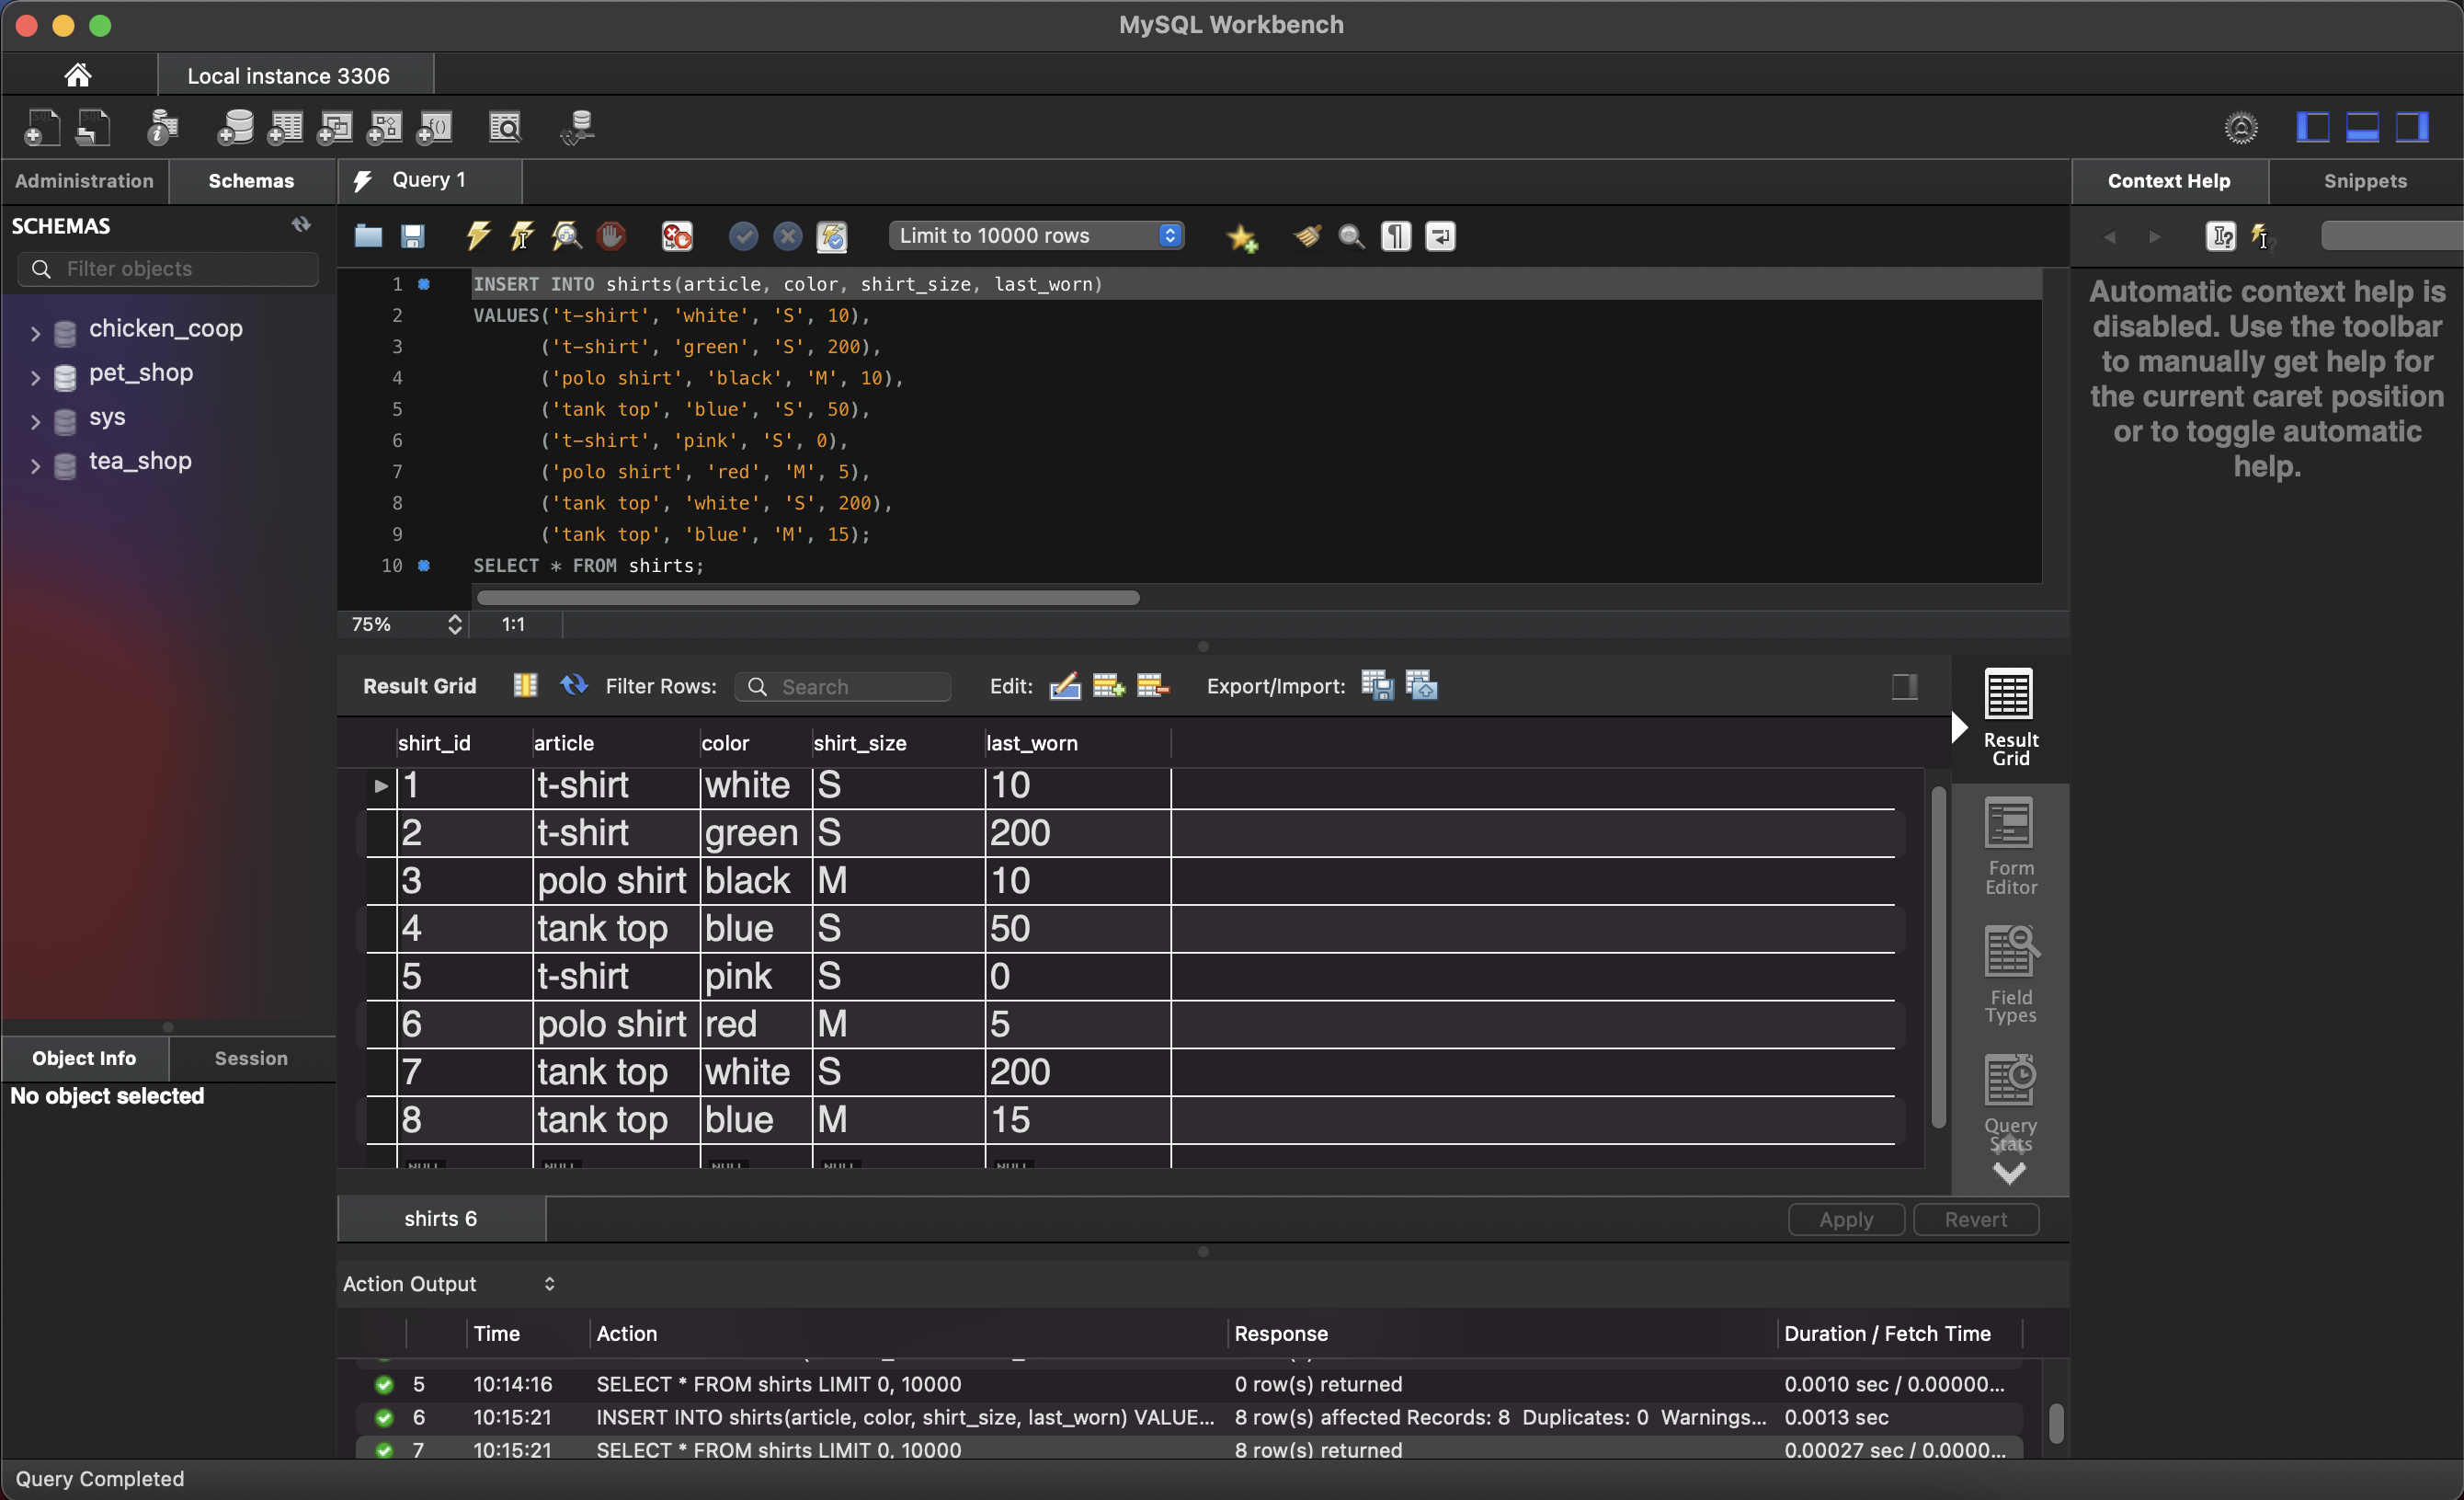 MySQL Workbench
Local instance 3306
Administration
Schemas
SCHEMAS
Filter objects
chicken_coop
pet_shop
sys
tea_shop
Object Info
Session
No object selected
Query 1
Limit to 10000 rows
1 INSERT INTO shirts(article, color, shirt_size, last_worn)
2 VALUES('t-shirt', 'white', 'S', 10),
3 ('t-shirt', 'green', 'S', 200),
4 ('polo shirt', 'black', 'M', 10),
5 ('tank top', 'blue', 'S', 50),
6 ('t-shirt', 'pink', 'S', 0),
7 ('polo shirt', 'red', 'M', 5),
8 ('tank top', 'white', 'S', 200),
9 ('tank top', 'blue', 'M', 15);
10 SELECT * FROM shirts;
75% 1:1
Result Grid Filter Rows: Search Edit: Export/Import:
shirt_id article color shirt_size last_worn
1 t-shirt white S 10
2 t-shirt green S 200
3 polo shirt black M 10
4 tank top blue S 50
5 t-shirt pink S 0
6 polo shirt red M 5
7 tank top white S 200
8 tank top blue M 15
NULL NULL NULL NULL NULL
Result
Grid
Form
Editor
Field
Types
Query
Stats
shirts 6
Apply
Revert
Action Output
Time Action Response Duration / Fetch Time
5 10:14:16 SELECT * FROM shirts LIMIT 0, 10000 0 row(s) returned 0.0010 sec / 0.00000...
6 10:15:21 INSERT INTO shirts(article, color, shirt_size, last_worn) VALUE... 8 row(s) affected Records: 8 Duplicates: 0 Warnings... 0.0013 sec
7 10:15:21 SELECT * FROM shirts LIMIT 0, 10000 8 row(s) returned 0.00027 sec / 0.0000...
Context Help
Snippets
Automatic context help is
disabled. Use the toolbar
to manually get help for
the current caret position
or to toggle automatic
help.
Query Completed